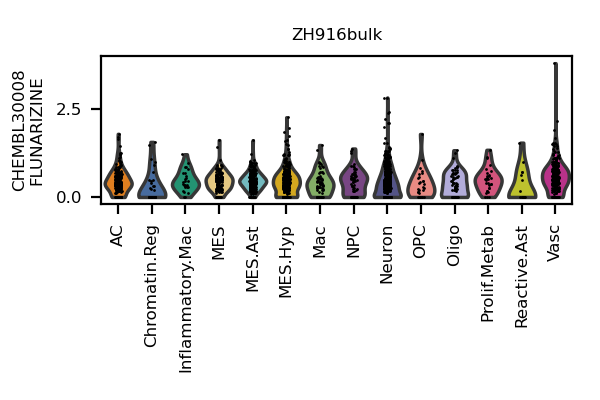 ZH916bulk
CHEMBL30008
FLUNARIZINE
2.5
0.0
AC
Chromatin.Reg
Inflammatory.Mac
MES
MES.Ast
MES.Hyp
Mac
NPC
Neuron
OPC
Oligo
Prolif.Metab
Reactive.Ast
Vasc